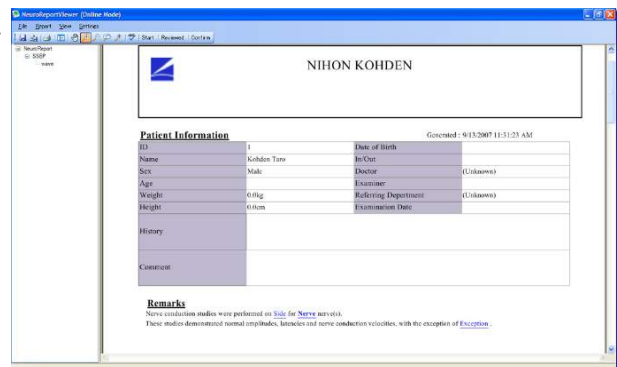 NeuroReportViewer (Online Mode)
File Report View Settings
Start Reviewed Confirm
NeuroReport
SSEP
wave
NIHON KOHDEN
Patient Information Generated : 9/13/2007 11:51:23 AM
ID 1 Date of Birth
Name Kohden Taro In/Out
Sex Male Doctor (Unknown)
Age Examiner
Weight 0.0kg Referring Department (Unknown)
Height 0.0cm Examination Date
History
Comment
Remarks
Nerve conduction studies were performed on Side for Nerve nerve(s).
These studies demonstrated normal amplitudes, latencies and nerve conduction velocities, with the exception of Exception .